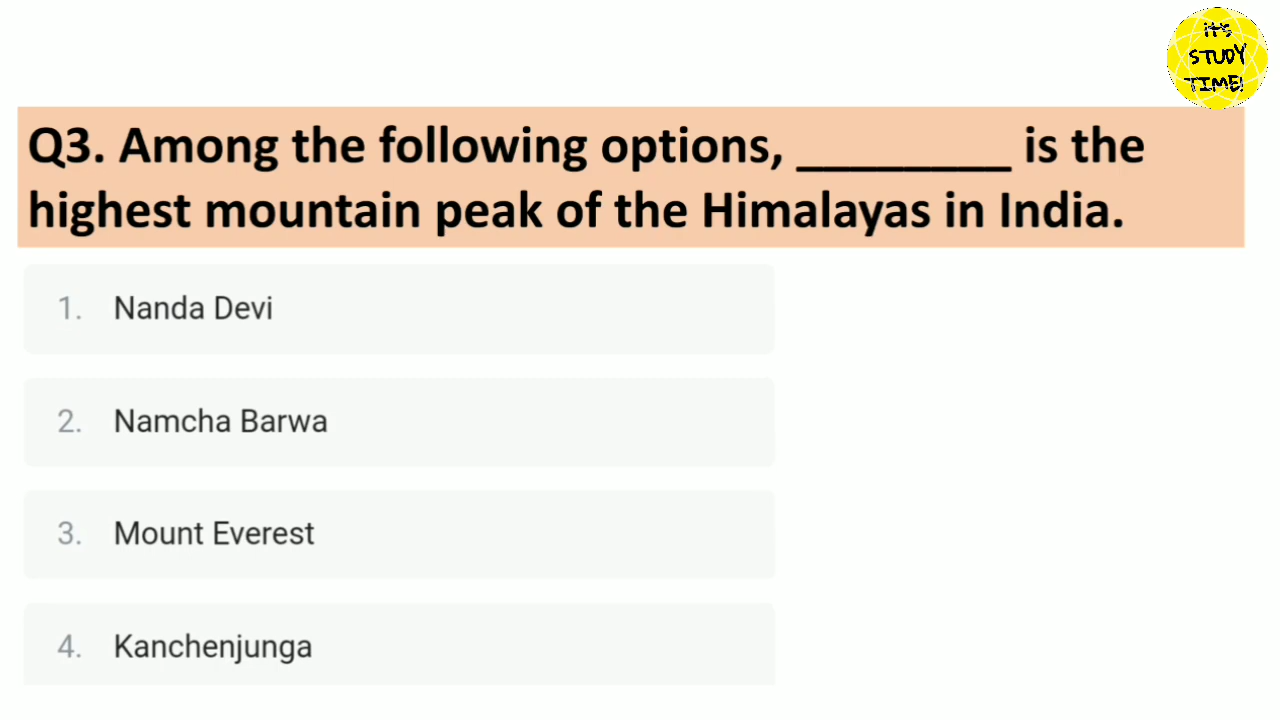 it's
STUDY
TIME!
Q3. Among the following options, ________ is the
highest mountain peak of the Himalayas in India.
1. Nanda Devi
2. Namcha Barwa
3. Mount Everest
4. Kanchenjunga